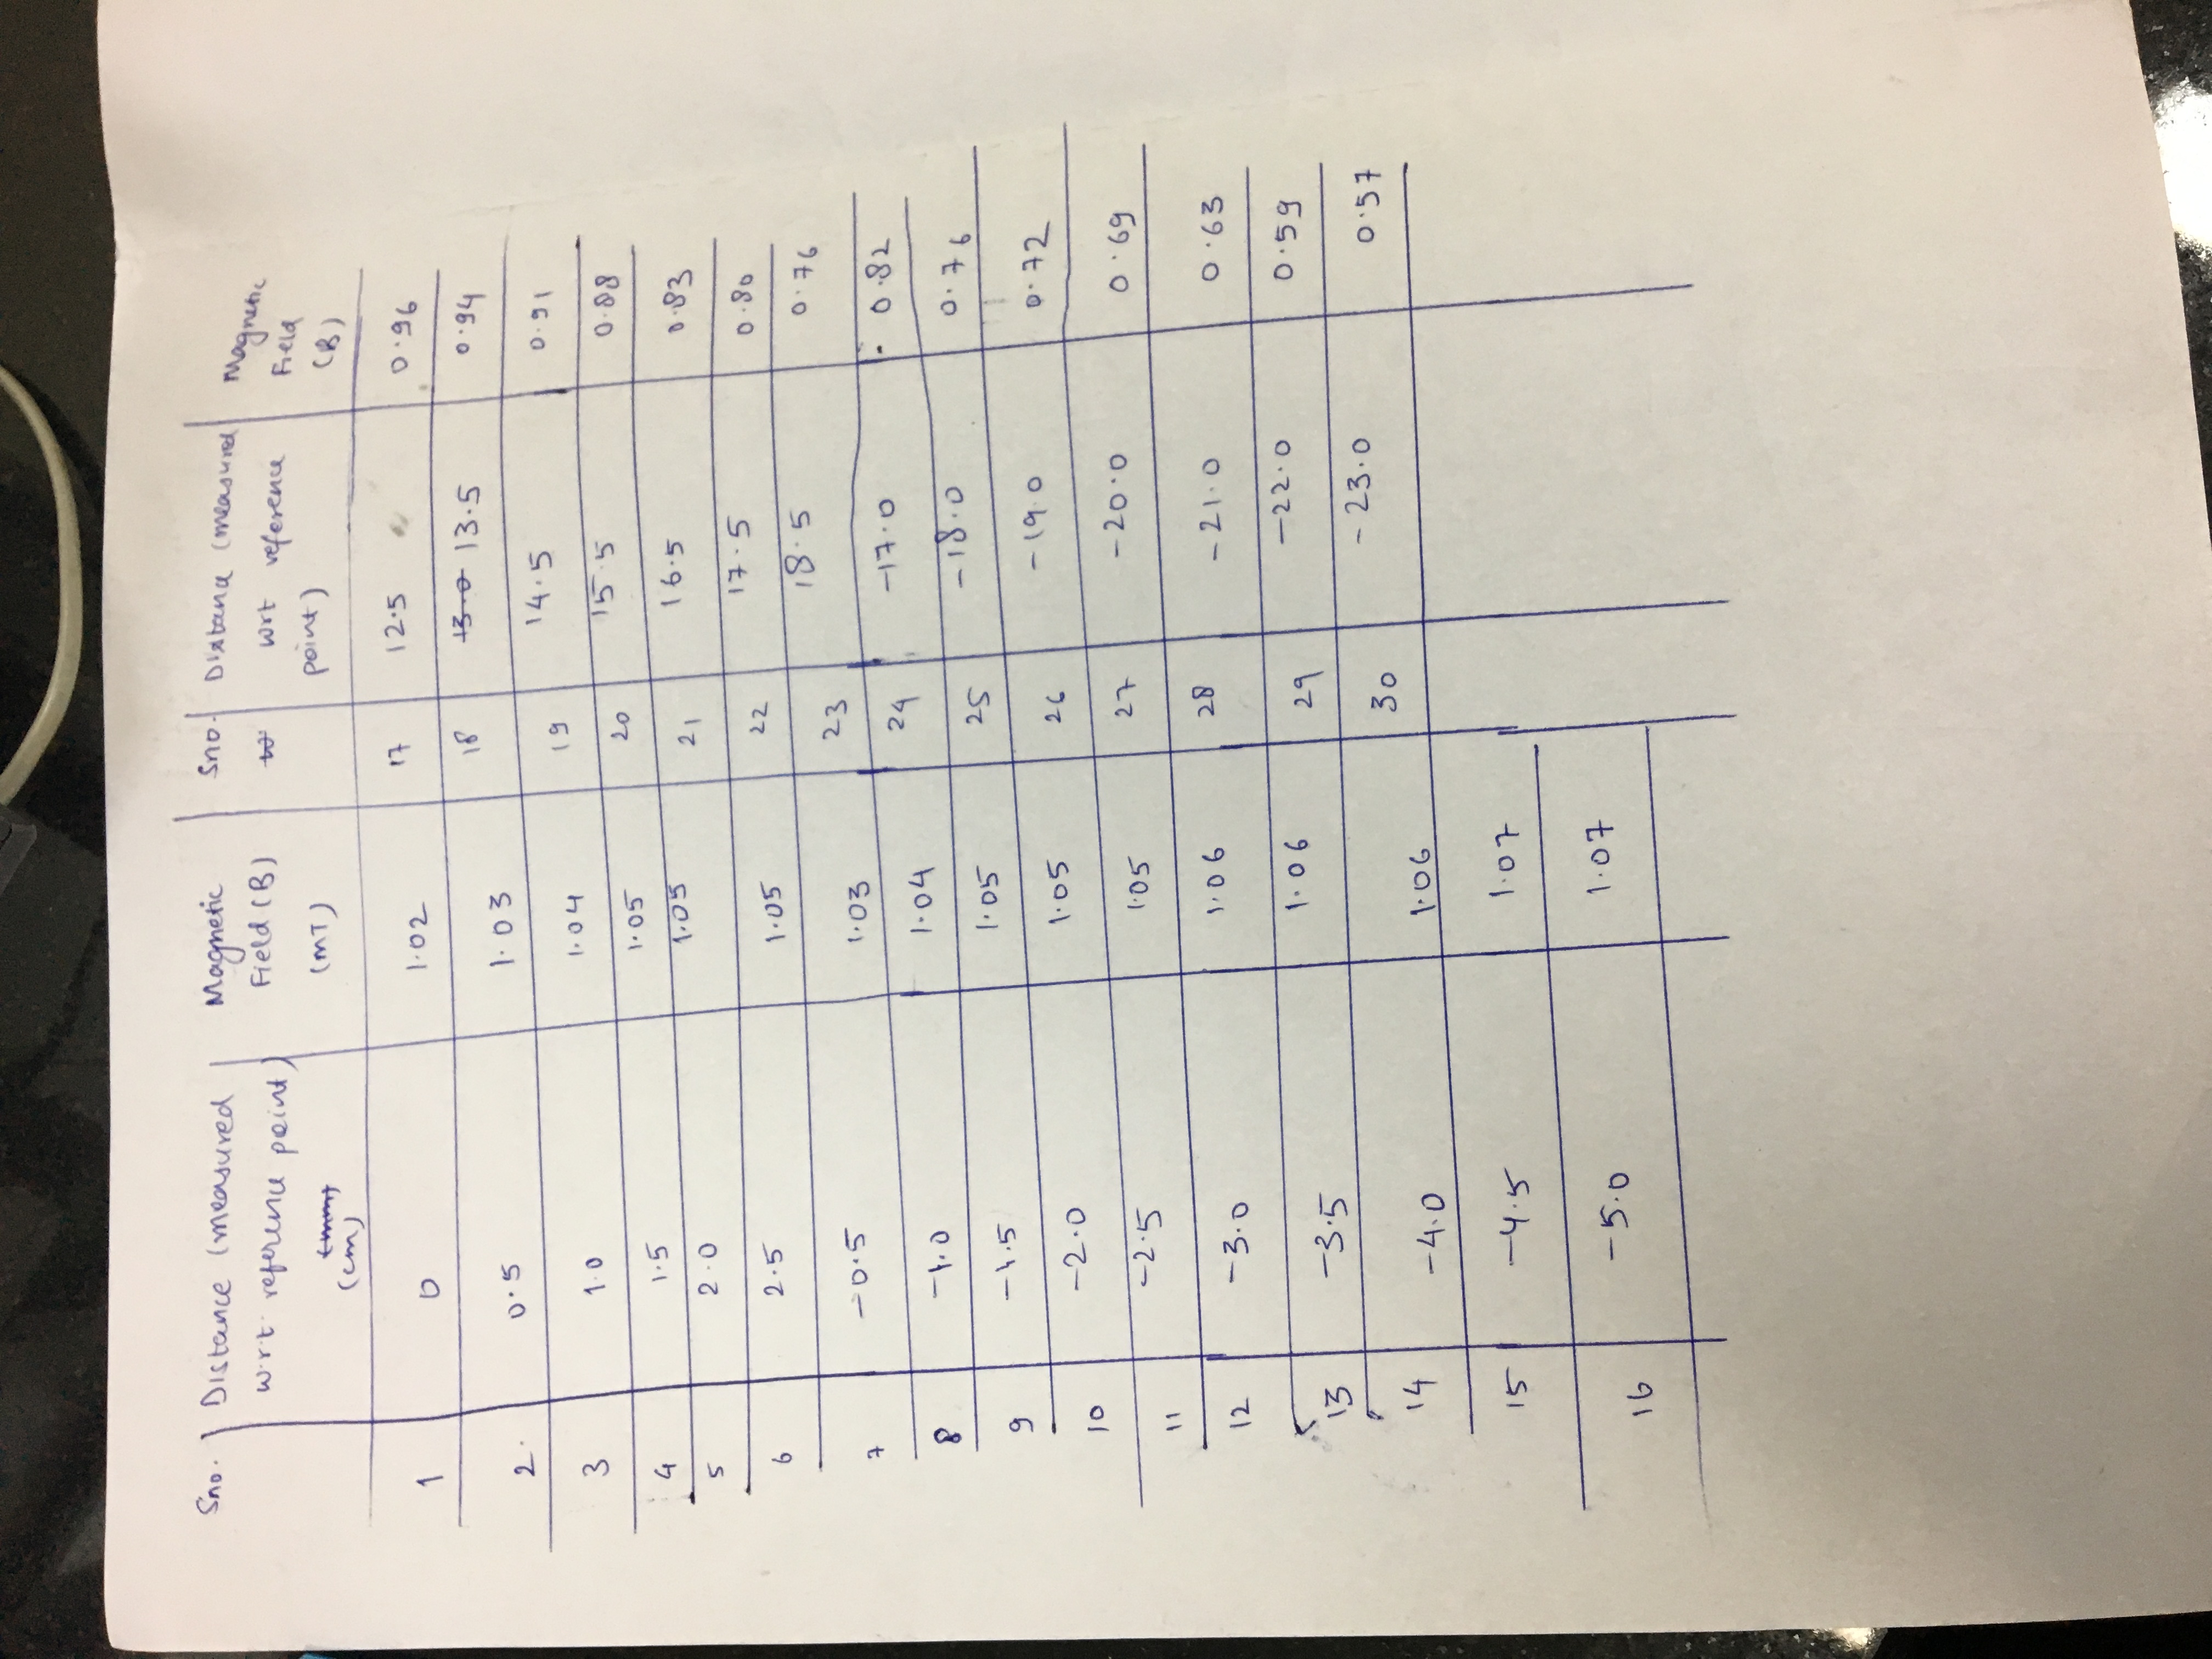 Sno. Distance (measured w.r.t. reference point) (mm) (cm) Magnetic Field (B) (mT) Sno. Distance (measured wrt reference point) Magnetic Field (B)
1 0 1.02 17 12.5 0.96
2. 0.5 1.03 18 13.0 13.5 0.94
3 1.0 1.04 19 14.5 0.91
4 1.5 1.05 20 15.5 0.88
5 2.0 1.05 21 16.5 0.83
6 2.5 1.05 22 17.5 0.80
7 -0.5 1.03 23 18.5 0.76
8 -1.0 1.04 24 -17.0 0.82
9 -1.5 1.05 25 -18.0 0.76
10 -2.0 1.05 26 -19.0 0.72
11 -2.5 1.05 27 -20.0 0.69
12 -3.0 1.06 28 -21.0 0.63
13 -3.5 1.06 29 -22.0 0.59
14 -4.0 1.06 30 -23.0 0.57
15 -4.5 1.07
16 -5.0 1.07